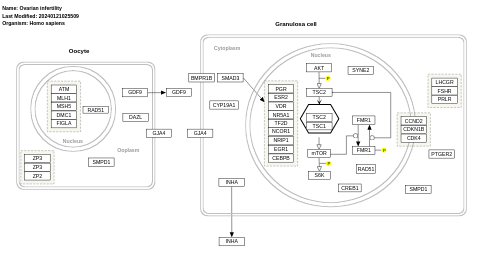 Name: Ovarian infertility
Last Modified: 20240121025509
Organism: Homo sapiens
Granulosa cell
Oocyte
Cytoplasm
Nucleus
AKT
P
SYNE2
BMPR1B
SMAD3
TSC2
LHCGR
FSHR
PRLR
ATM
MLH1
MSH5
DMC1
FIGLA
RAD51
Nucleus
GDF9
GDF9
PGR
ESR2
VDR
NR5A1
TF2D
NCOR1
NRIP1
EGR1
CEBPB
CYP19A1
TSC2
TSC1
FMR1
CCND2
CDKN1B
CDK4
DAZL
GJA4
GJA4
Ooplasm
mTOR
FMR1
P
P
PTGER2
ZP3
ZP3
ZP2
SMPD1
S6K
RAD51
INHA
CREB1
SMPD1
INHA